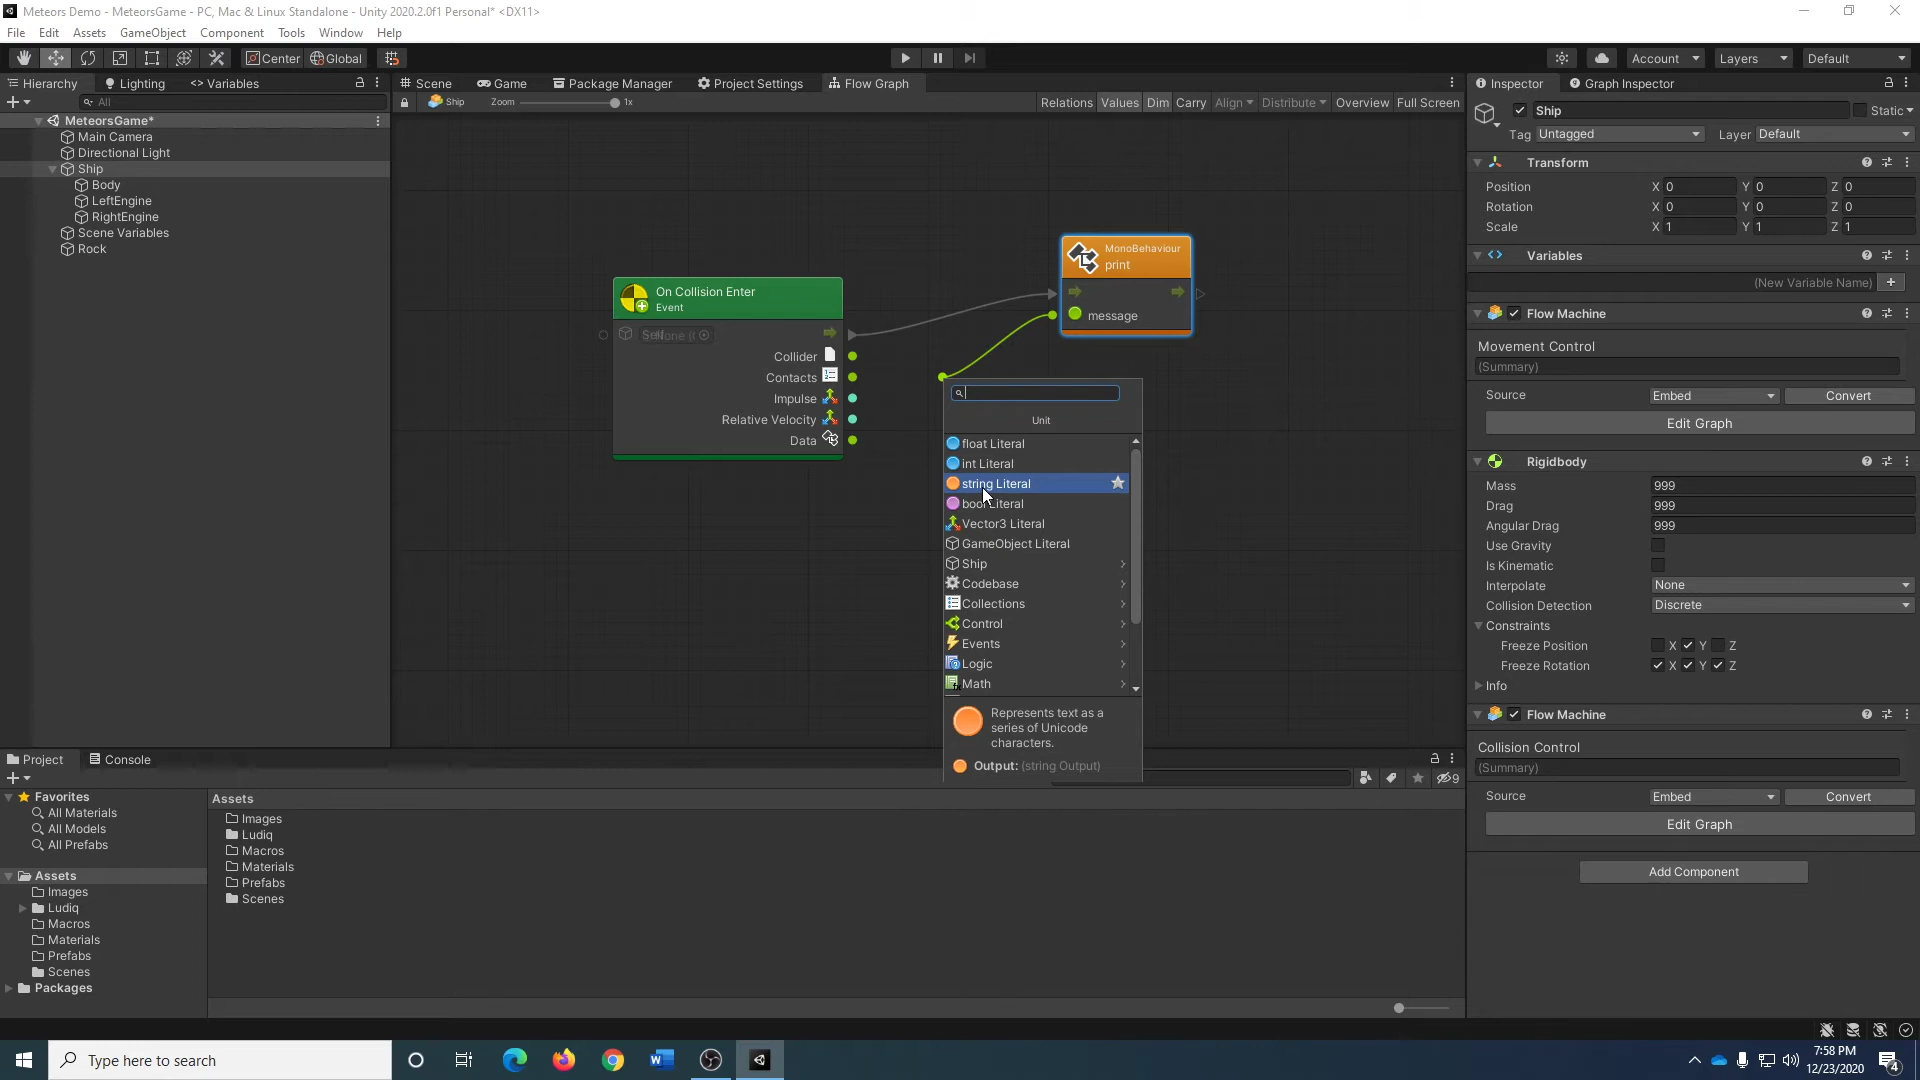 Meteors Demo - MeteorsGame - PC, Mac & Linux Standalone - Unity 2020.2.0f1 Personal* <DX11>
File Edit Assets GameObject Component Tools Jobs Window Help
Center Global Account Layers Default
Hierarchy Lighting <> Variables
All
MeteorsGame*
Main Camera
Directional Light
Ship
Body
LeftEngine
RightEngine
Scene Variables
Rock
Scene Game Package Manager Project Settings Flow Graph
Ship Zoom 1x Relations Values Dim Carry Align Distribute Overview Full Screen
On Collision Enter
Event
Self
Collider
Contacts
Impulse
Relative Velocity
Data
MonoBehaviour
print
message
Unit
float Literal
int Literal
string Literal
bool Literal
Vector3 Literal
GameObject Literal
Ship
Codebase
Collections
Control
Events
Logic
Math
Represents text as a
series of Unicode
characters.
Output: (string Output)
Inspector Graph Inspector
Ship Static
Tag Untagged Layer Default
Transform
Position X 0 Y 0 Z 0
Rotation X 0 Y 0 Z 0
Scale X 1 Y 1 Z 1
Variables
(New Variable Name)
Flow Machine
Movement Control
(Summary)
Source Embed Convert
Edit Graph
Rigidbody
Mass 999
Drag 999
Angular Drag 999
Use Gravity
Is Kinematic
Interpolate None
Collision Detection Discrete
Constraints
Freeze Position X Y Z
Freeze Rotation X Y Z
Info
Flow Machine
Collision Control
(Summary)
Source Embed Convert
Edit Graph
Add Component
Project Console
9
Favorites
All Materials
All Models
All Prefabs
Assets
Images
Ludiq
Macros
Materials
Prefabs
Scenes
Packages
Assets
Images
Ludiq
Macros
Materials
Prefabs
Scenes
Type here to search
7:58 PM
12/23/2020
4